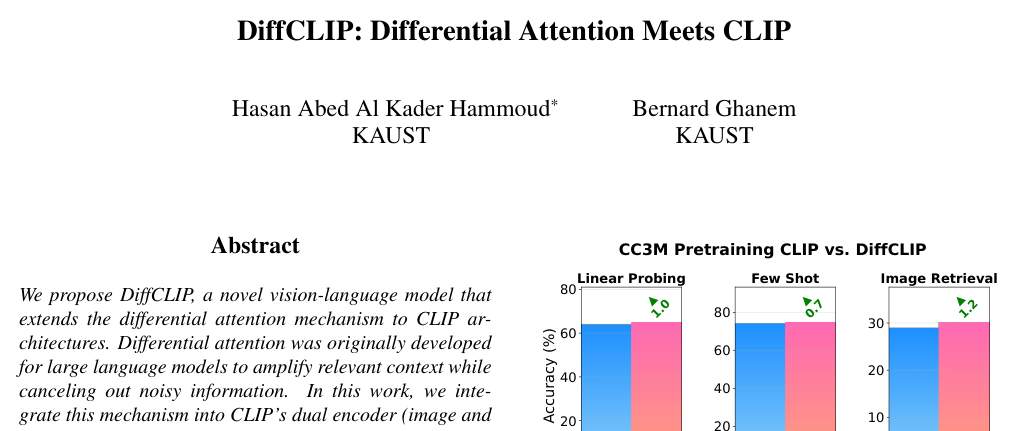 DiffCLIP: Differential Attention Meets CLIP
Hasan Abed Al Kader Hammoud* Bernard Ghanem
KAUST KAUST
Abstract
We propose DiffCLIP, a novel vision-language model that
extends the differential attention mechanism to CLIP ar-
chitectures. Differential attention was originally developed
for large language models to amplify relevant context while
canceling out noisy information. In this work, we inte-
grate this mechanism into CLIP's dual encoder (image and
CC3M Pretraining CLIP vs. DiffCLIP
Linear Probing Few Shot Image Retrieval
Accuracy (%)
80
60
40
20
1.0
80
60
40
20
0.7
30
20
10
1.2